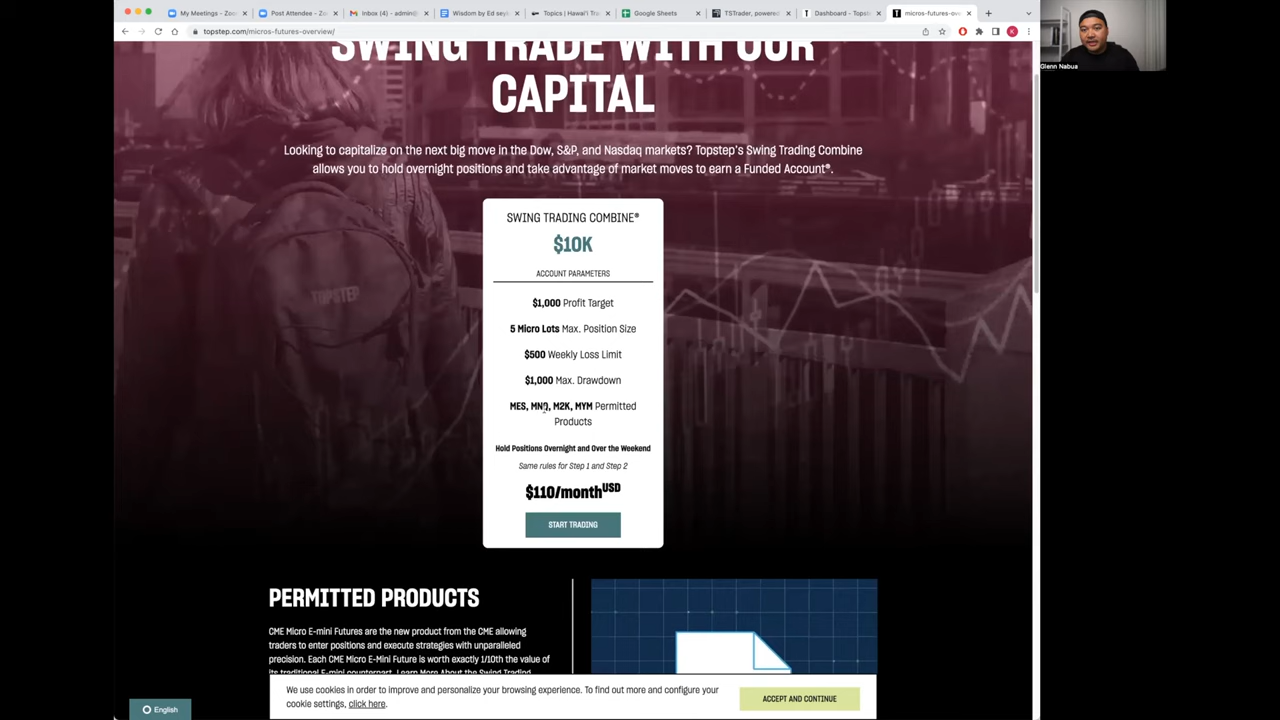 My Meetings - Zoo
Post Attendee - Zo
Inbox (4) - admin@
Wisdom by Ed sey
Topics | Hawai'i Tra
Google Sheets
TSTrader, powered
Dashboard - Topst
micros-futures-ov
K
topstep.com/micros-futures-overview/
Glenn Nabua
SWING TRADE WITH OUR
CAPITAL
Looking to capitalize on the next big move in the Dow, S&P, and Nasdaq markets? Topstep's Swing Trading Combine
allows you to hold overnight positions and take advantage of market moves to earn a Funded Account®.
TOPSTEP
SWING TRADING COMBINE®
$10K
ACCOUNT PARAMETERS
$1,000 Profit Target
5 Micro Lots Max. Position Size
$500 Weekly Loss Limit
$1,000 Max. Drawdown
MES, MNQ, M2K, MYM Permitted
Products
Hold Positions Overnight and Over the Weekend
Same rules for Step 1 and Step 2
$110/monthUSD
START TRADING
PERMITTED PRODUCTS
CME Micro E-mini Futures are the new product from the CME allowing
traders to enter positions and execute strategies with unparalleled
precision. Each CME Micro E-Mini Future is worth exactly 1/10th the value of
its traditional E-mini counterpart. Learn More About the Swing Trading
We use cookies in order to improve and personalize your browsing experience. To find out more and configure your
cookie settings, click here.
ACCEPT AND CONTINUE
English